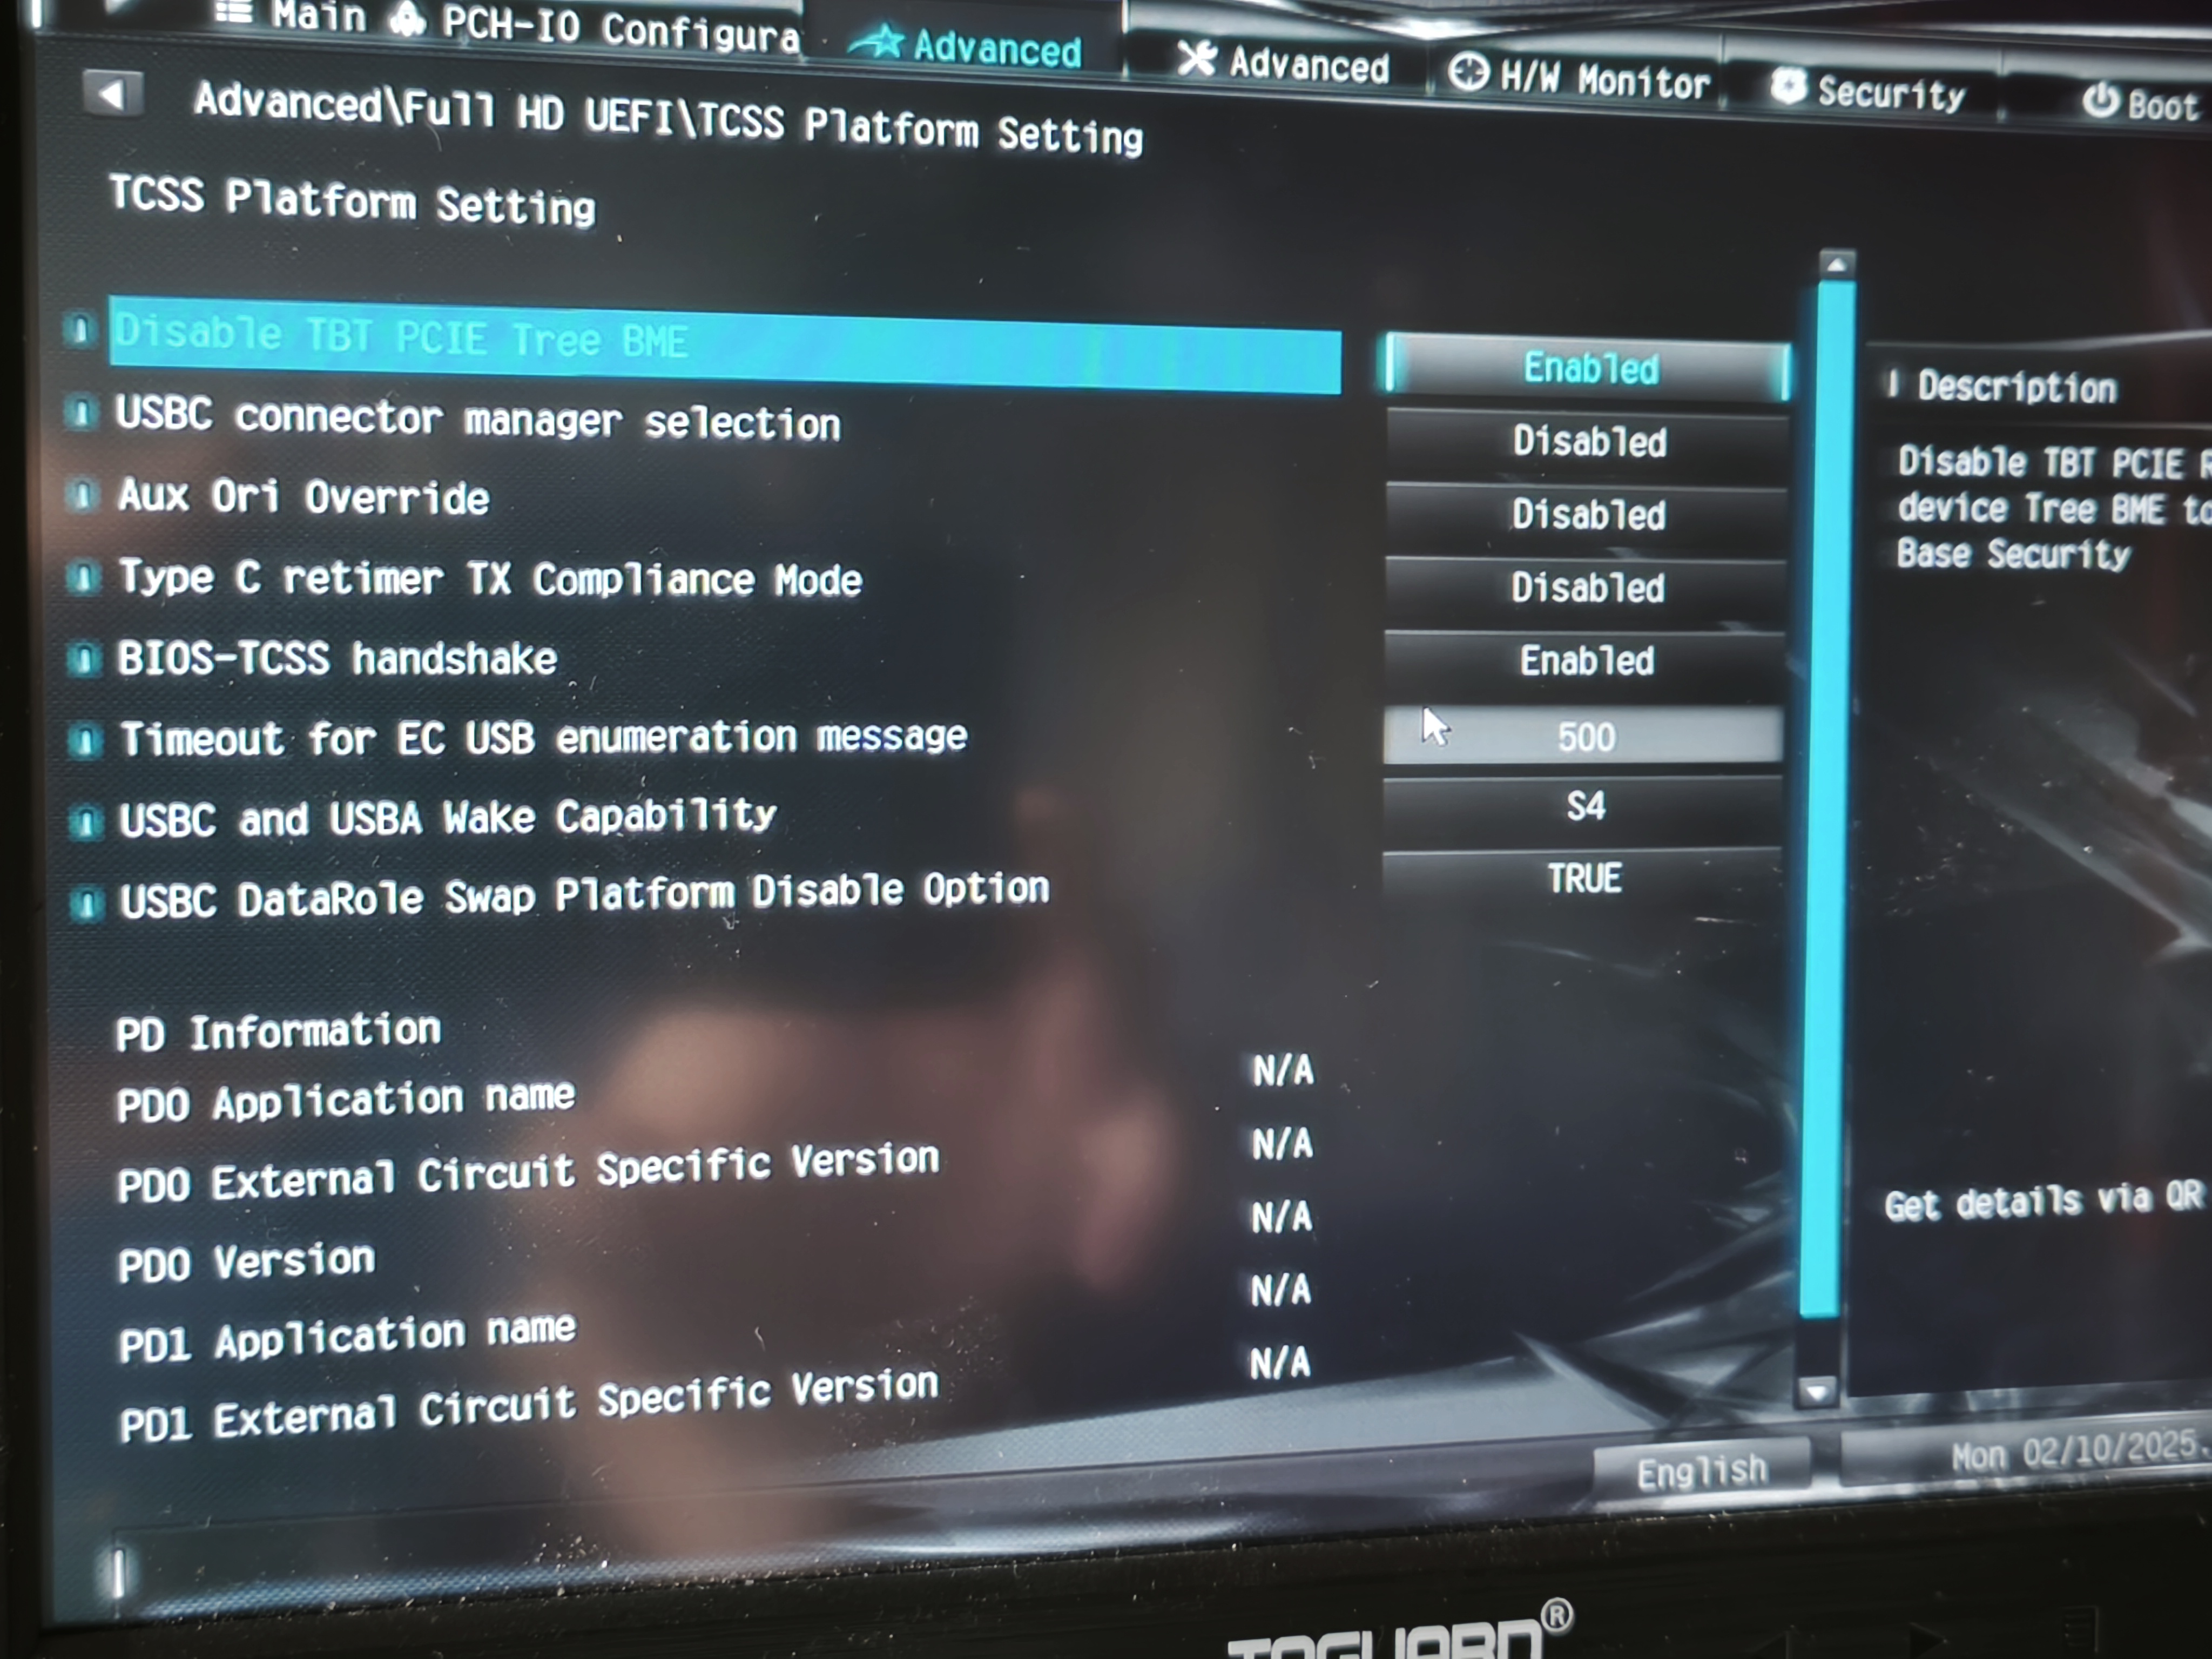 Main
PCH-IO Configura
Advanced
Advanced
H/W Monitor
Security
Boot
Advanced\Full HD UEFI\TCSS Platform Setting
TCSS Platform Setting
Disable TBT PCIE Tree BME Enabled
USBC connector manager selection Disabled
Aux Ori Override Disabled
Type C retimer TX Compliance Mode Disabled
BIOS-TCSS handshake Enabled
Timeout for EC USB enumeration message 500
USBC and USBA Wake Capability S4
USBC DataRole Swap Platform Disable Option TRUE
PD Information
PD0 Application name N/A
PD0 External Circuit Specific Version N/A
PD0 Version N/A
PD1 Application name N/A
PD1 External Circuit Specific Version N/A
Description
Disable TBT PCIE R
device Tree BME to
Base Security
Get details via QR
English
Mon 02/10/2025.
TOGUARD®